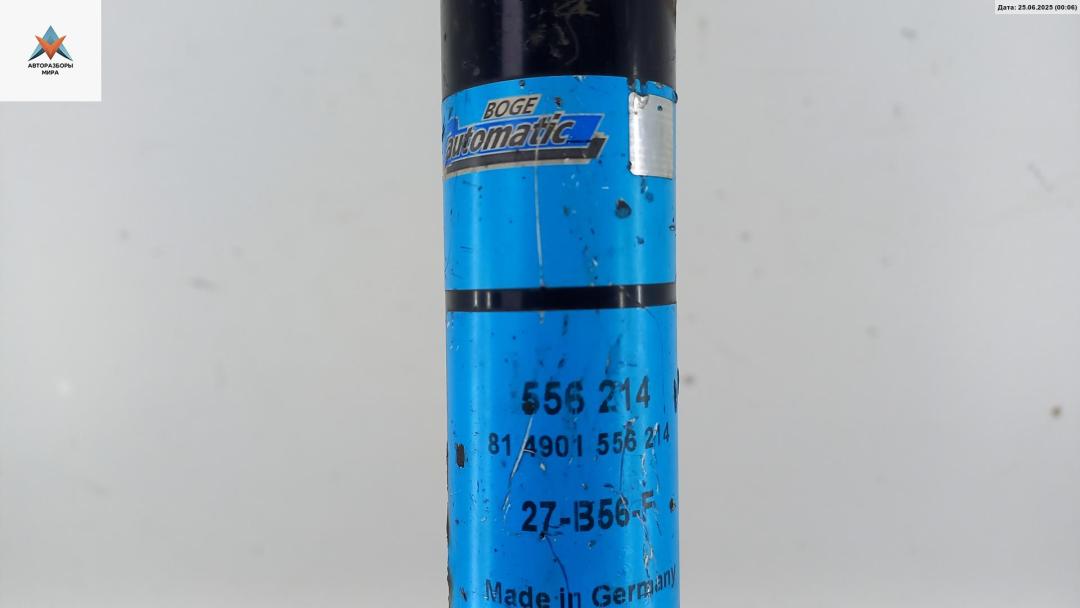 АВТОРАЗБОРЫ
МИРА
Дата: 25.06.2025 (00:06)
BOGE
automatic
556 214
81 4901 556 214
27-B56-F
Made in Germany